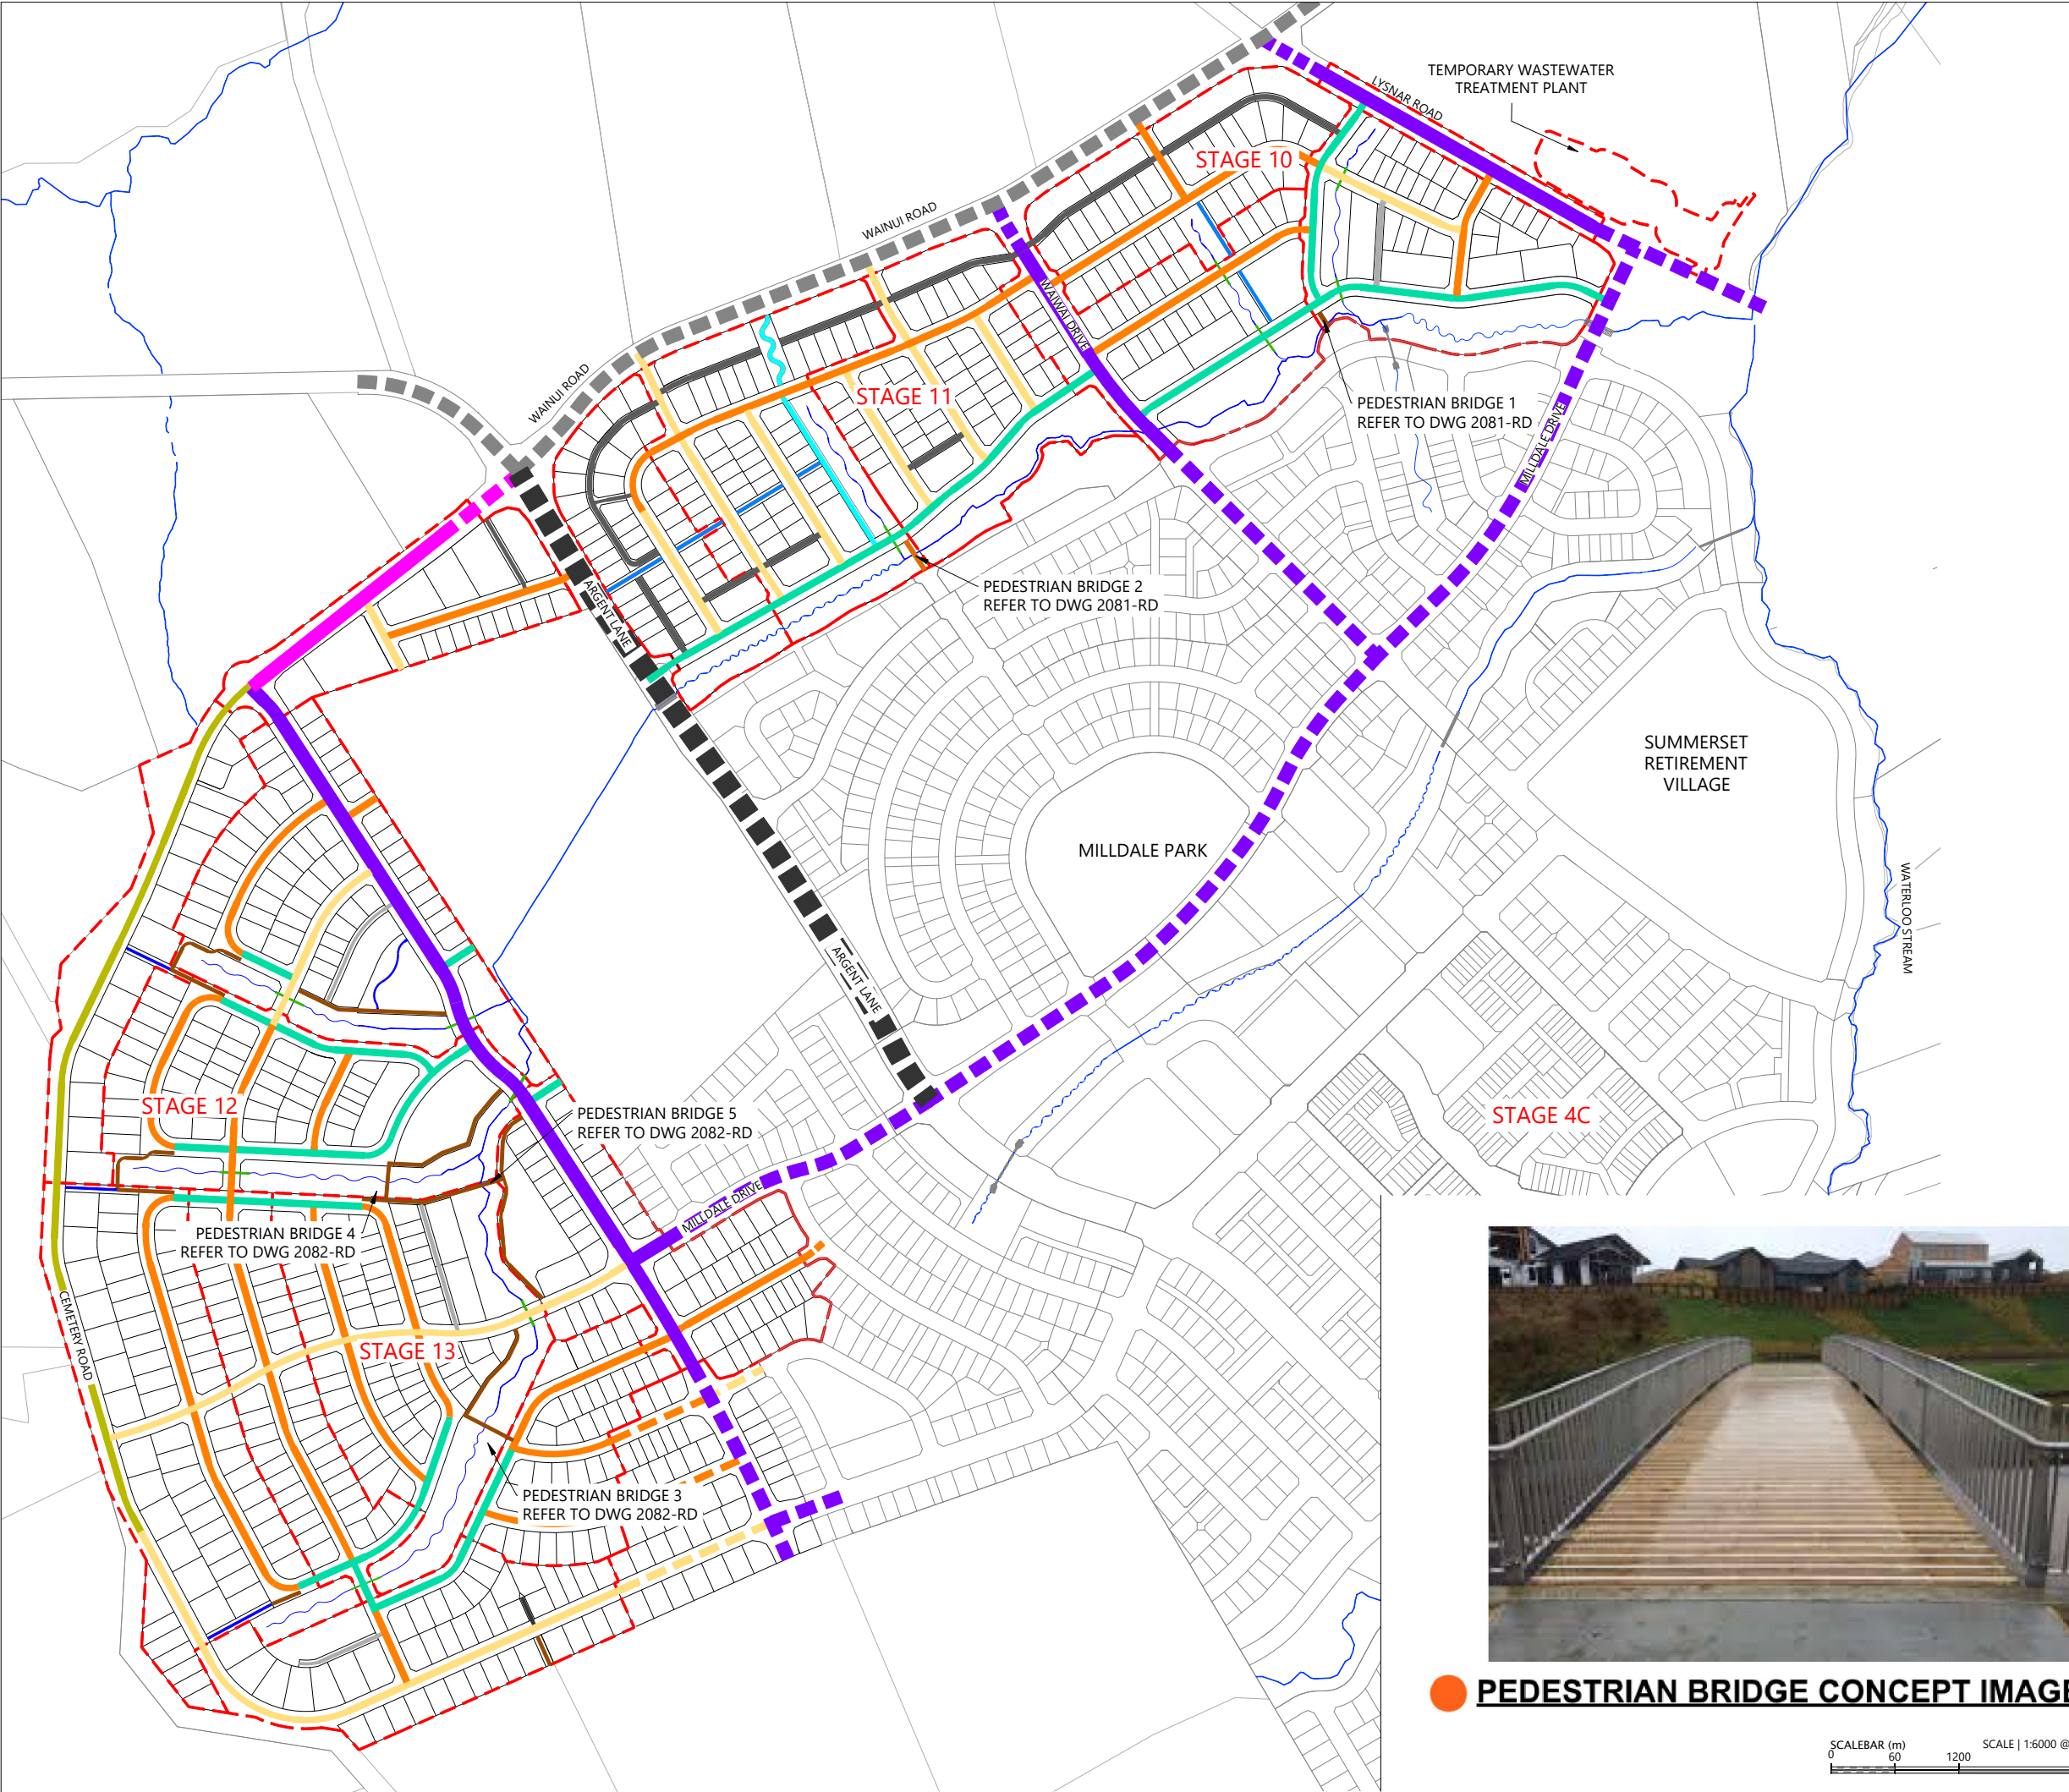 TEMPORARY WASTEWATER
TREATMENT PLANT
LYSNAR ROAD
STAGE 10
WAINUI ROAD
WAIWAI DRIVE
WAINUI ROAD
STAGE 11
PEDESTRIAN BRIDGE 1
REFER TO DWG 2081-RD
MILLDALE DRIVE
PEDESTRIAN BRIDGE 2
REFER TO DWG 2081-RD
ARGENT LANE
SUMMERSET
RETIREMENT
VILLAGE
MILLDALE PARK
WATERLOO STREAM
ARGENT LANE
STAGE 12
PEDESTRIAN BRIDGE 5
REFER TO DWG 2082-RD
STAGE 4C
MILLDALE DRIVE
PEDESTRIAN BRIDGE 4
REFER TO DWG 2082-RD
CEMETERY ROAD
STAGE 13
PEDESTRIAN BRIDGE 3
REFER TO DWG 2082-RD
PEDESTRIAN BRIDGE CONCEPT IMAGE
SCALEBAR (m)
SCALE | 1:6000 @
0 60 1200